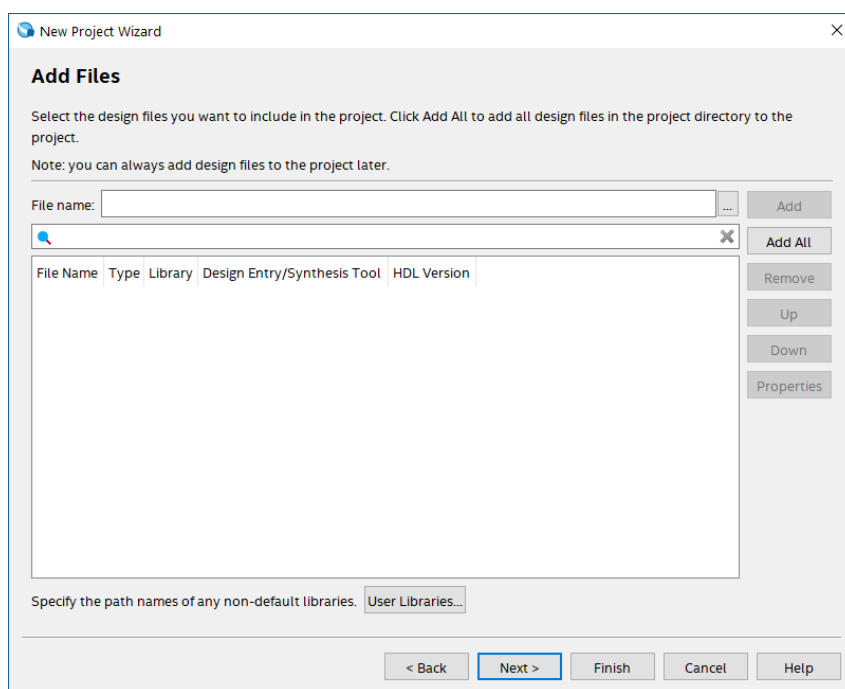 New Project Wizard
Add Files
Select the design files you want to include in the project. Click Add All to add all design files in the project directory to the
project.
Note: you can always add design files to the project later.
File name:
...
Add
Add All
File Name Type Library Design Entry/Synthesis Tool HDL Version
Remove
Up
Down
Properties
Specify the path names of any non-default libraries. User Libraries...
< Back Next > Finish Cancel Help